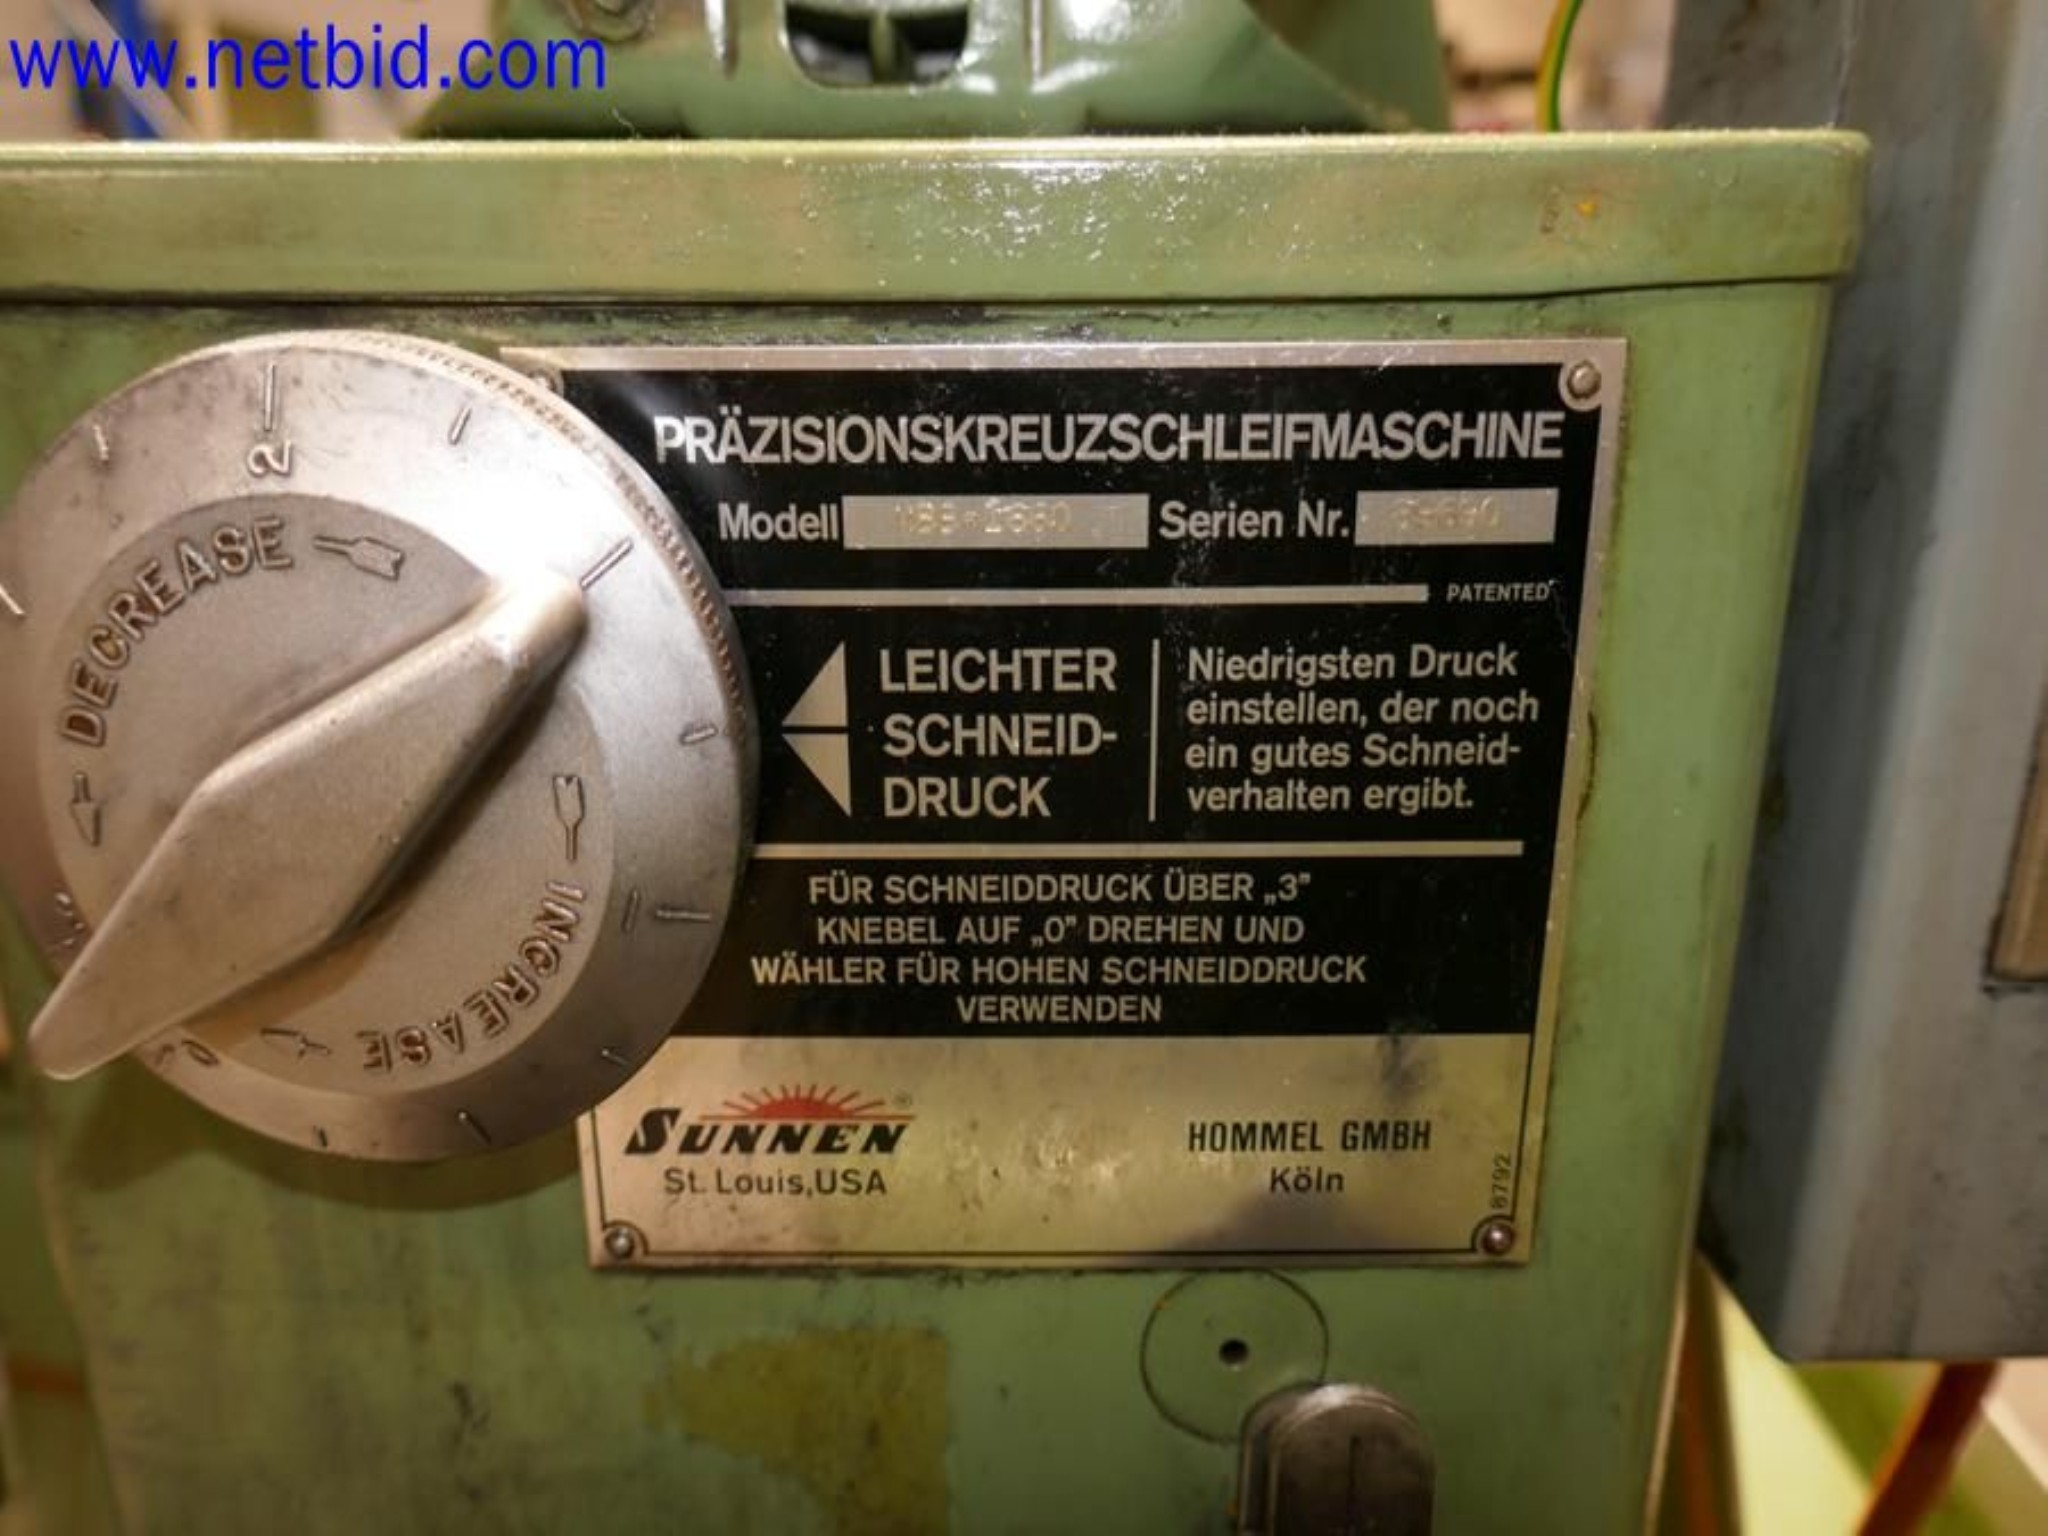 www.netbid.com
PRÄZISIONSKREUZSCHLEIFMASCHINE
Modell Serien Nr.
PATENTED
LEICHTER
SCHNEID-
DRUCK
Niedrigsten Druck
einstellen, der noch
ein gutes Schneid-
verhalten ergibt.
FÜR SCHNEIDDRUCK ÜBER „3”
KNEBEL AUF „0” DREHEN UND
WÄHLER FÜR HOHEN SCHNEIDDRUCK
VERWENDEN
SUNNEN ®
St. Louis, USA
HOMMEL GMBH
Köln
2
DECREASE
INCREASE
0